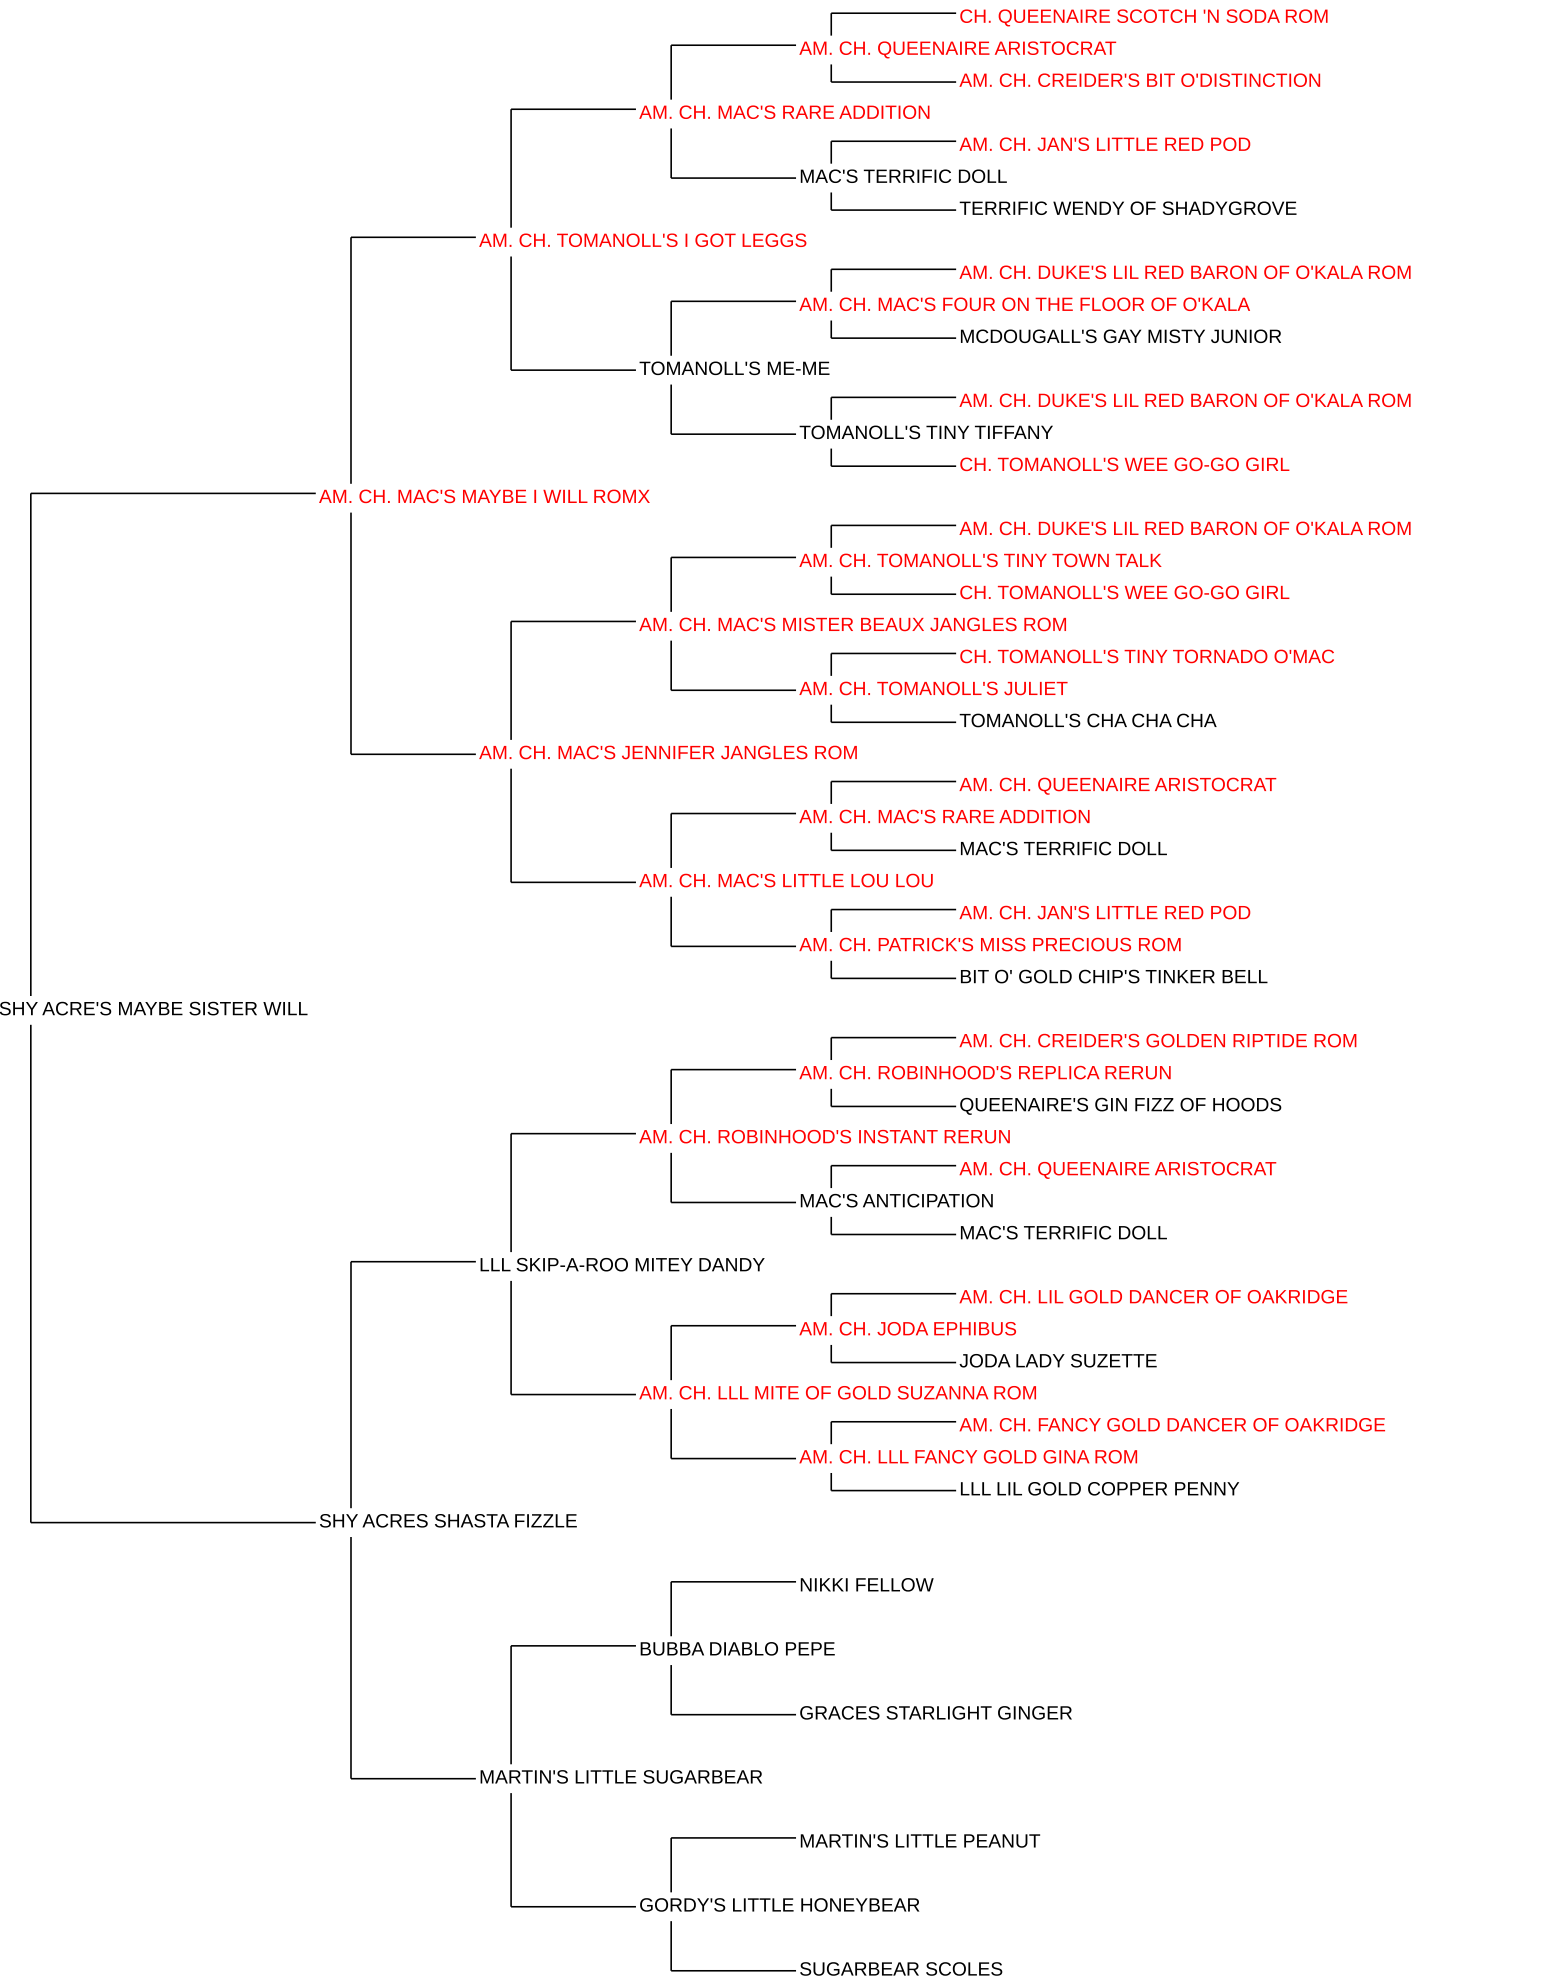 CH. QUEENAIRE SCOTCH 'N SODA ROM
AM. CH. QUEENAIRE ARISTOCRAT
AM. CH. CREIDER'S BIT O'DISTINCTION
AM. CH. MAC'S RARE ADDITION
AM. CH. JAN'S LITTLE RED POD
MAC'S TERRIFIC DOLL
TERRIFIC WENDY OF SHADYGROVE
AM. CH. TOMANOLL'S I GOT LEGGS
AM. CH. DUKE'S LIL RED BARON OF O'KALA ROM
AM. CH. MAC'S FOUR ON THE FLOOR OF O'KALA
MCDOUGALL'S GAY MISTY JUNIOR
TOMANOLL'S ME-ME
AM. CH. DUKE'S LIL RED BARON OF O'KALA ROM
TOMANOLL'S TINY TIFFANY
CH. TOMANOLL'S WEE GO-GO GIRL
AM. CH. MAC'S MAYBE I WILL ROMX
AM. CH. DUKE'S LIL RED BARON OF O'KALA ROM
AM. CH. TOMANOLL'S TINY TOWN TALK
CH. TOMANOLL'S WEE GO-GO GIRL
AM. CH. MAC'S MISTER BEAUX JANGLES ROM
CH. TOMANOLL'S TINY TORNADO O'MAC
AM. CH. TOMANOLL'S JULIET
TOMANOLL'S CHA CHA CHA
AM. CH. MAC'S JENNIFER JANGLES ROM
AM. CH. QUEENAIRE ARISTOCRAT
AM. CH. MAC'S RARE ADDITION
MAC'S TERRIFIC DOLL
AM. CH. MAC'S LITTLE LOU LOU
AM. CH. JAN'S LITTLE RED POD
AM. CH. PATRICK'S MISS PRECIOUS ROM
BIT O' GOLD CHIP'S TINKER BELL
SHY ACRE'S MAYBE SISTER WILL
AM. CH. CREIDER'S GOLDEN RIPTIDE ROM
AM. CH. ROBINHOOD'S REPLICA RERUN
QUEENAIRE'S GIN FIZZ OF HOODS
AM. CH. ROBINHOOD'S INSTANT RERUN
AM. CH. QUEENAIRE ARISTOCRAT
MAC'S ANTICIPATION
MAC'S TERRIFIC DOLL
LLL SKIP-A-ROO MITEY DANDY
AM. CH. LIL GOLD DANCER OF OAKRIDGE
AM. CH. JODA EPHIBUS
JODA LADY SUZETTE
AM. CH. LLL MITE OF GOLD SUZANNA ROM
AM. CH. FANCY GOLD DANCER OF OAKRIDGE
AM. CH. LLL FANCY GOLD GINA ROM
LLL LIL GOLD COPPER PENNY
SHY ACRES SHASTA FIZZLE
NIKKI FELLOW
BUBBA DIABLO PEPE
GRACES STARLIGHT GINGER
MARTIN'S LITTLE SUGARBEAR
MARTIN'S LITTLE PEANUT
GORDY'S LITTLE HONEYBEAR
SUGARBEAR SCOLES